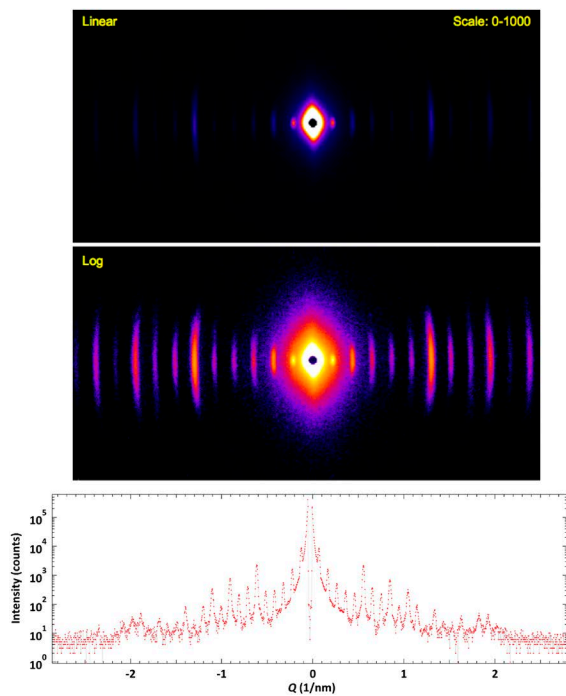 Linear Scale: 0-1000
Log
Intensity (counts)
10⁵
10⁴
10³
10²
10¹
10⁰
-2 -1 0 1 2
Q (1/nm)